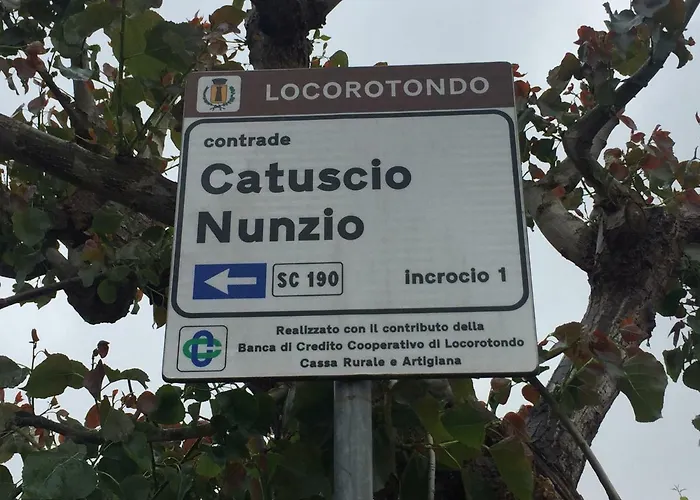 LOCOROTONDO
contrade
Catuscio
Nunzio
SC 190 incrocio 1
Realizzato con il contributo della
Banca di Credito Cooperativo di Locorotondo
Cassa Rurale e Artigiana